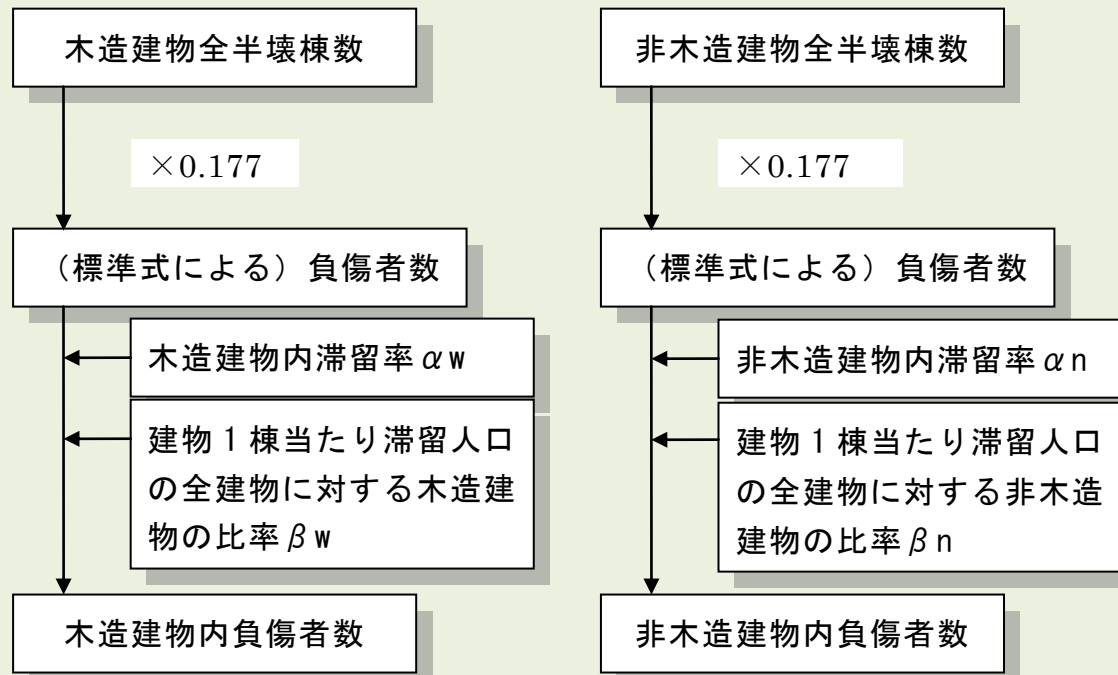 木造建物全半壊棟数
×0.177
(標準式による)負傷者数
木造建物内滞留率αw
建物1棟当たり滞留人口
の全建物に対する木造建
物の比率βw
木造建物内負傷者数
非木造建物全半壊棟数
×0.177
(標準式による)負傷者数
非木造建物内滞留率αn
建物1棟当たり滞留人口
の全建物に対する非木造
建物の比率βn
非木造建物内負傷者数